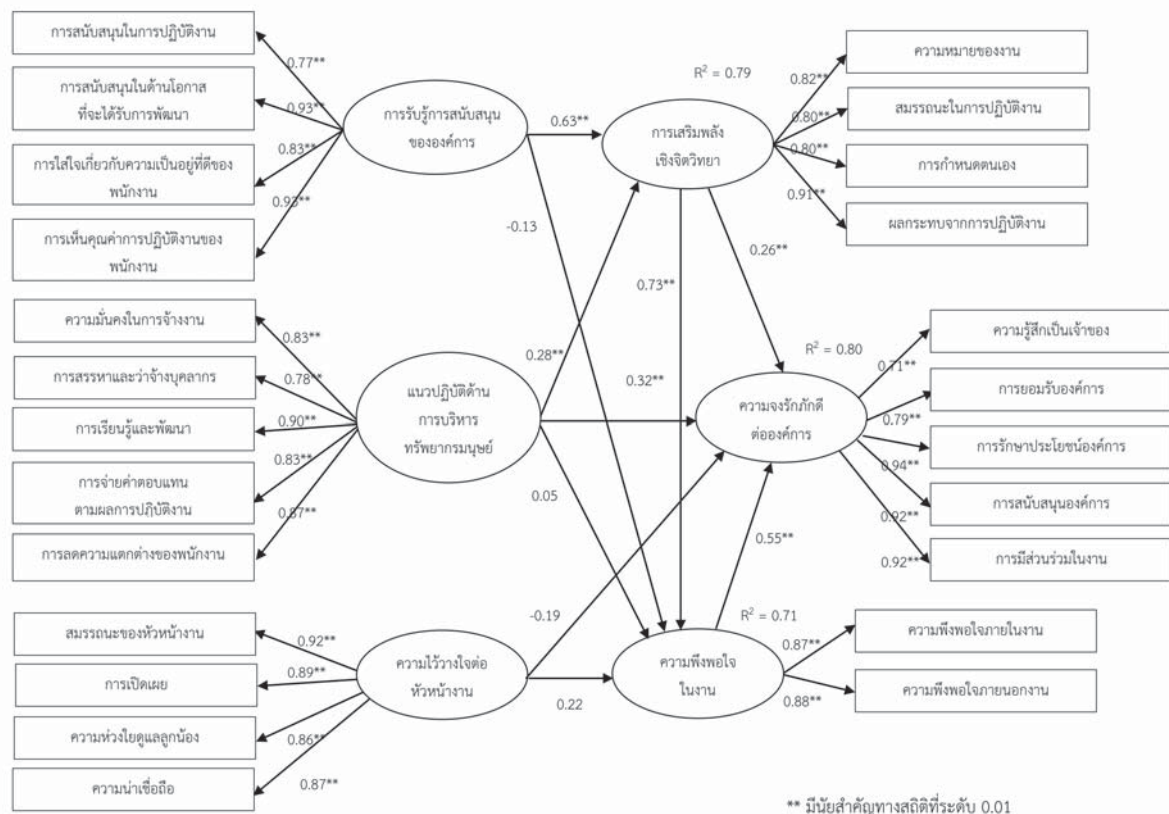 การสนับสนุนในการปฏิบัติงาน
0.77**
การสนับสนุนในด้านโอกาส
ที่จะได้รับการพัฒนา
0.93**
การใส่ใจเกี่ยวกับความเป็นอยู่ที่ดีของ
พนักงาน
0.83**
การเห็นคุณค่าการปฏิบัติงานของ
พนักงาน
0.93**
การรับรู้การสนับสนุน
ขององค์การ
0.63**
-0.13
R² = 0.79
การเสริมพลัง
เชิงจิตวิทยา
0.82**
ความหมายของงาน
0.80**
สมรรถนะในการปฏิบัติงาน
0.80**
การกำหนดตนเอง
0.91**
ผลกระทบจากการปฏิบัติงาน
0.26**
0.73**
ความมั่นคงในการจ้างงาน
0.83**
การสรรหาและว่าจ้างบุคลากร
0.78**
การเรียนรู้และพัฒนา
0.90**
การจ่ายค่าตอบแทน
ตามผลการปฏิบัติงาน
0.83**
การลดความแตกต่างของพนักงาน
0.87**
แนวปฏิบัติด้าน
การบริหาร
ทรัพยากรมนุษย์
0.28**
0.32**
0.05
R² = 0.80
ความจงรักภักดี
ต่อองค์การ
0.71**
ความรู้สึกเป็นเจ้าของ
0.79**
การยอมรับองค์การ
การรักษาประโยชน์องค์การ
0.94**
การสนับสนุนองค์การ
0.92**
การมีส่วนร่วมในงาน
0.92**
0.55**
-0.19
สมรรถนะของหัวหน้างาน
0.92**
การเปิดเผย
0.89**
ความห่วงใยดูแลลูกน้อง
0.86**
ความน่าเชื่อถือ
0.87**
ความไว้วางใจต่อ
หัวหน้างาน
0.22
R² = 0.71
ความพึงพอใจ
ในงาน
0.87**
ความพึงพอใจภายในงาน
0.88**
ความพึงพอใจภายนอกงาน
** มีนัยสำคัญทางสถิติที่ระดับ 0.01